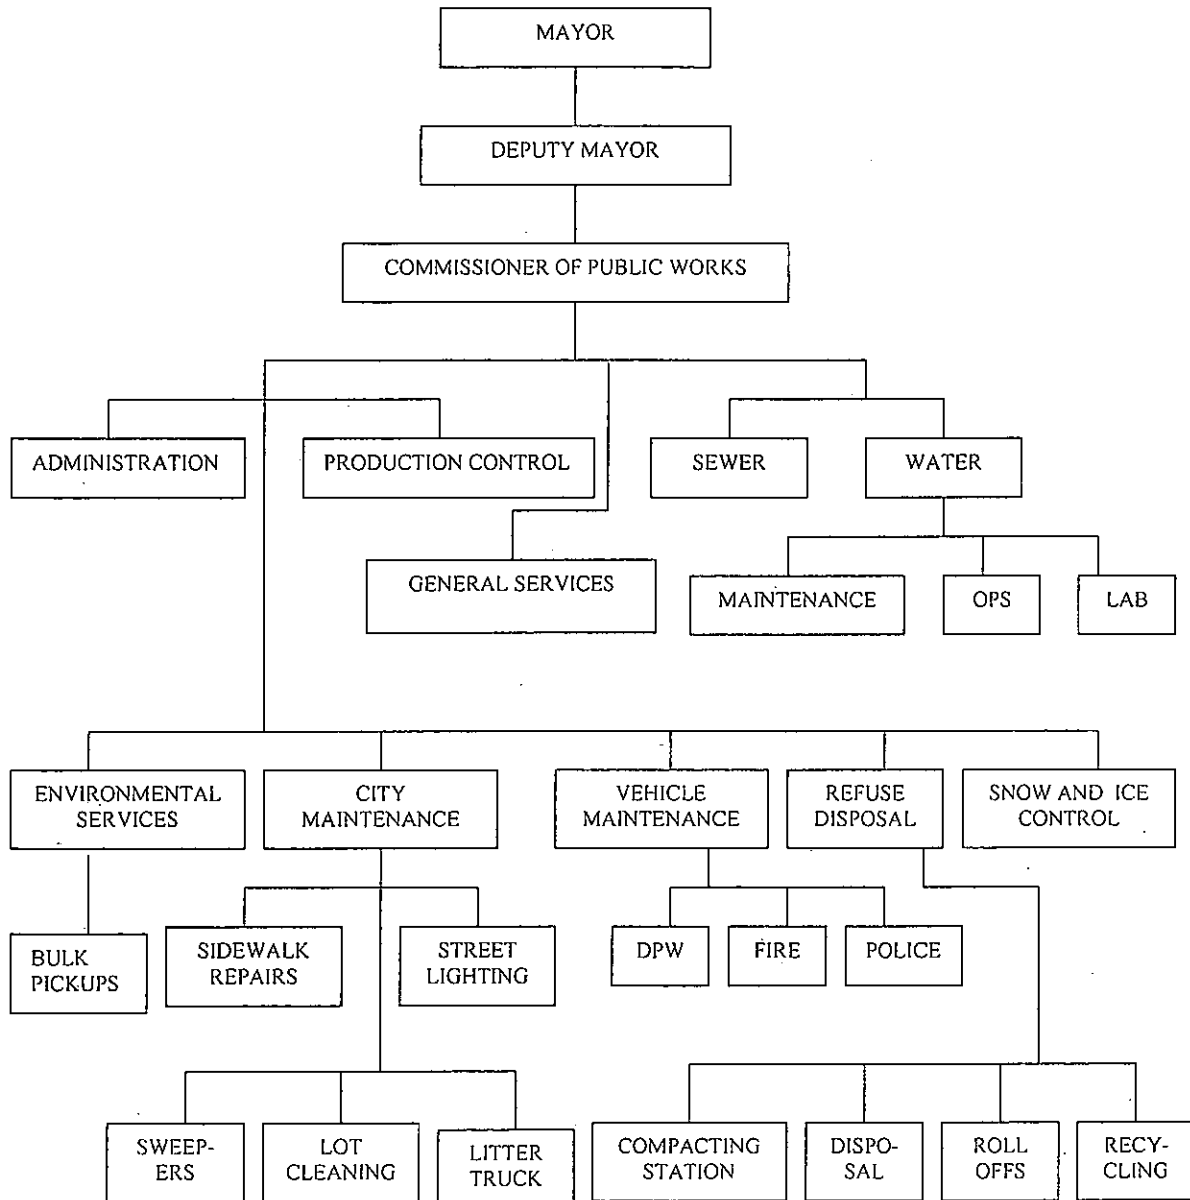 MAYOR
DEPUTY MAYOR
COMMISSIONER OF PUBLIC WORKS
ADMINISTRATION
PRODUCTION CONTROL
SEWER
WATER
GENERAL SERVICES
MAINTENANCE
OPS
LAB
ENVIRONMENTAL
SERVICES
CITY
MAINTENANCE
VEHICLE
MAINTENANCE
REFUSE
DISPOSAL
SNOW AND ICE
CONTROL
BULK
PICKUPS
SIDEWALK
REPAIRS
STREET
LIGHTING
DPW
FIRE
POLICE
SWEEP-
ERS
LOT
CLEANING
LITTER
TRUCK
COMPACTING
STATION
DISPO-
SAL
ROLL
OFFS
RECY-
CLING